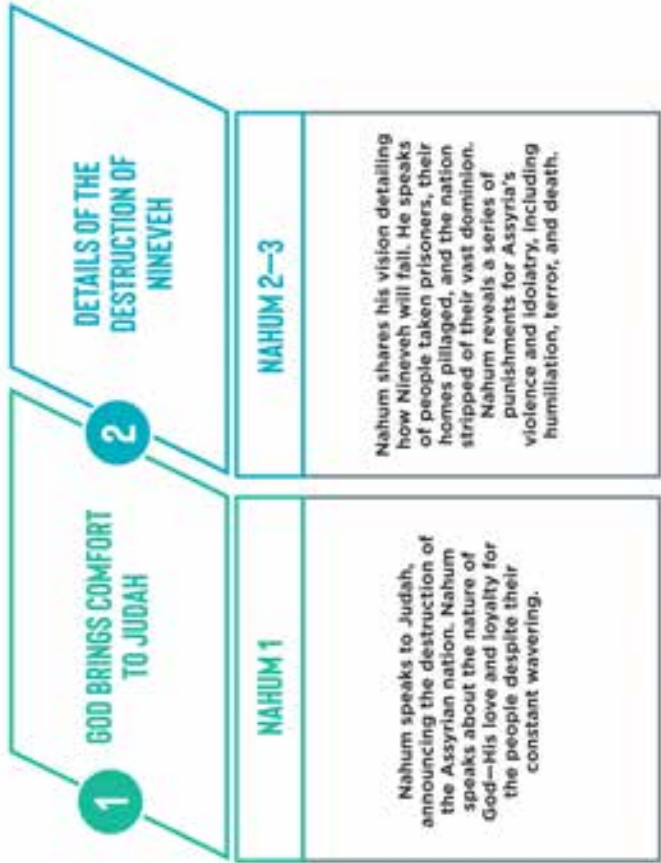 1
GOD BRINGS COMFORT
TO JUDAH
NAHUM 1
Nahum speaks to Judah,
announcing the destruction of
the Assyrian nation. Nahum
speaks about the nature of
God—His love and loyalty for
the people despite their
constant wavering.
2
DETAILS OF THE
DESTRUCTION OF
NINEVEH
NAHUM 2—3
Nahum shares his vision detailing
how Nineveh will fall. He speaks
of people taken prisoners, their
homes pillaged, and the nation
stripped of their vast dominion.
Nahum reveals a series of
punishments for Assyria's
violence and idolatry, including
humiliation, terror, and death.